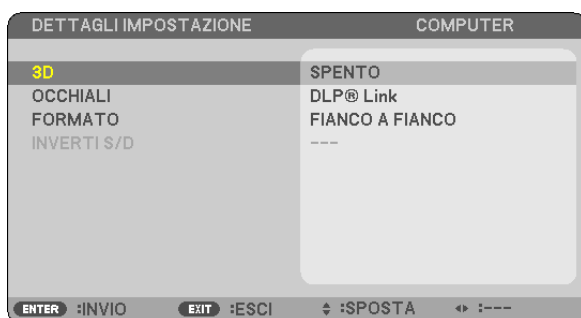 DETTAGLI IMPOSTAZIONE COMPUTER
3D SPENTO
OCCHIALI DLP® Link
FORMATO FIANCO A FIANCO
INVERTI S/D ---
ENTER :INVIO EXIT :ESCI :SPOSTA :---